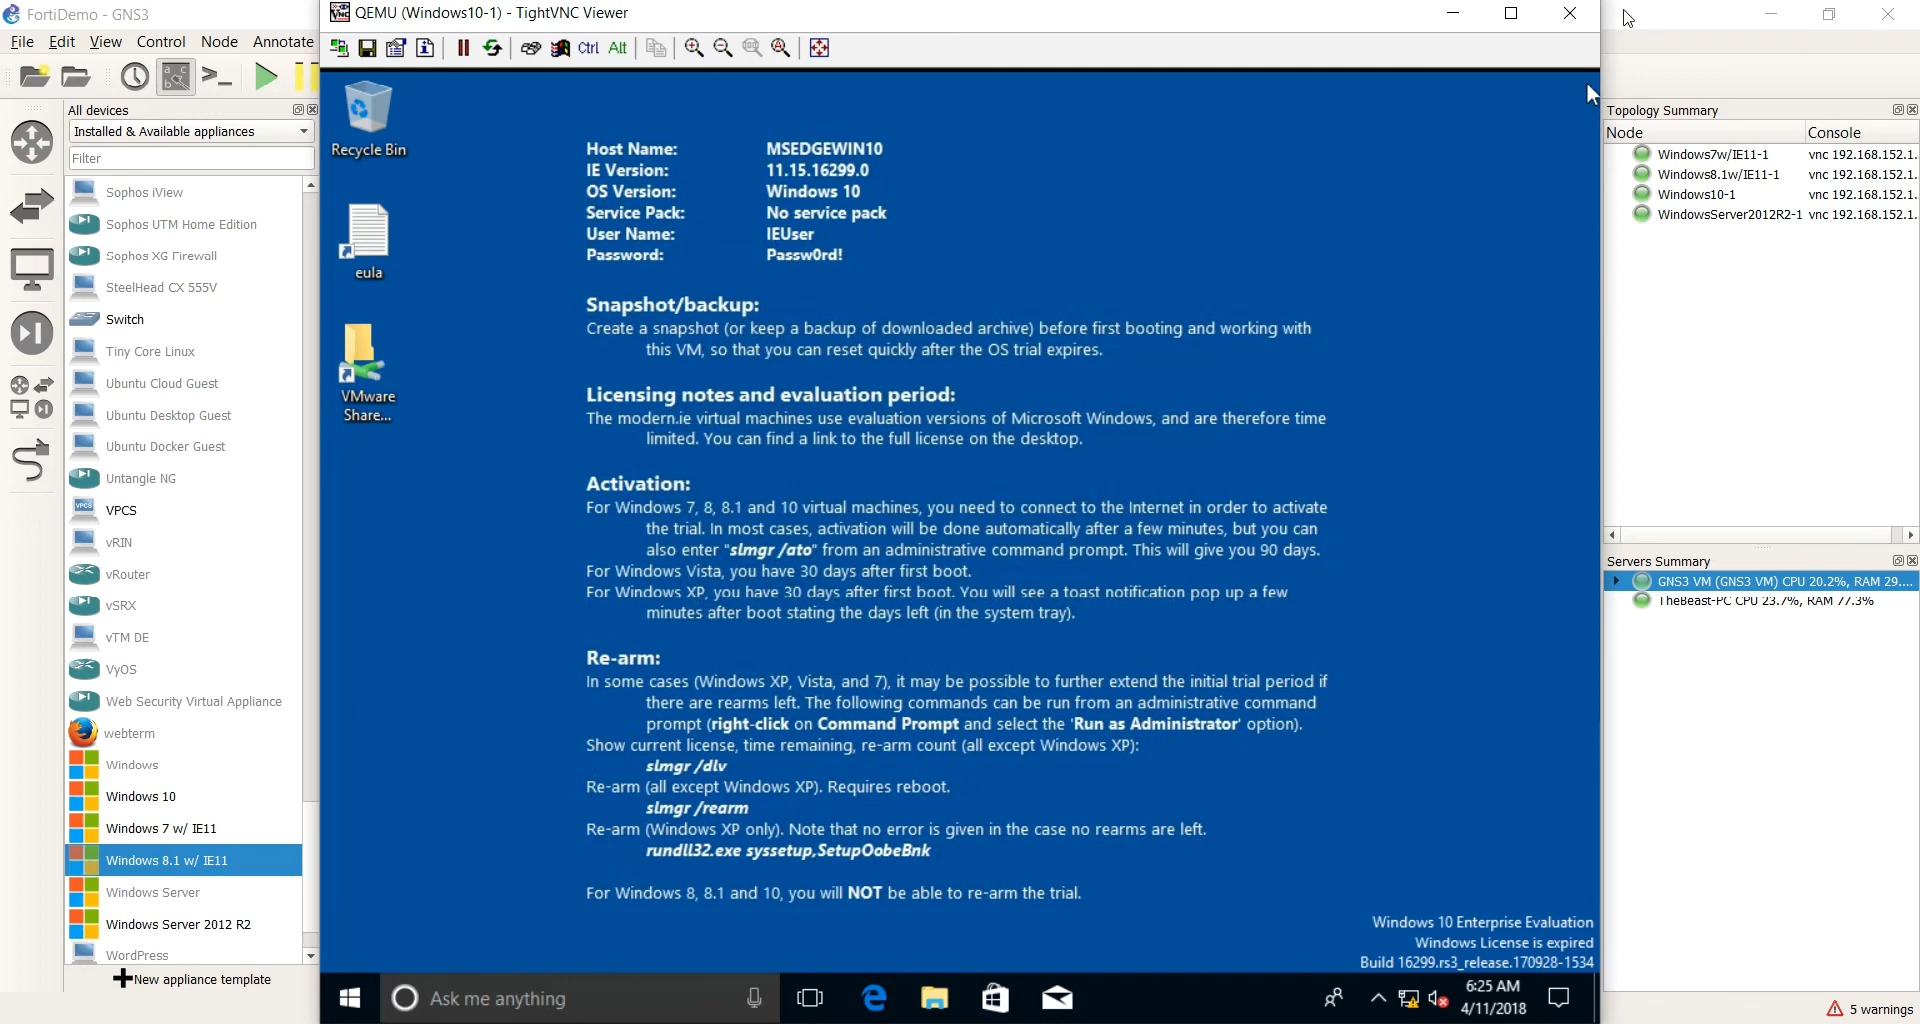 FortiDemo - GNS3
File Edit View Control Node Annotate
All devices
Installed & Available appliances
Filter
Sophos iView
Sophos UTM Home Edition
Sophos XG Firewall
SteelHead CX 555V
Switch
Tiny Core Linux
Ubuntu Cloud Guest
Ubuntu Desktop Guest
Ubuntu Docker Guest
Untangle NG
VPCS
VPCS
vRIN
vRouter
vSRX
vTM DE
VyOS
Web Security Virtual Appliance
webterm
Windows
Windows 10
Windows 7 w/ IE11
Windows 8.1 w/ IE11
Windows Server
Windows Server 2012 R2
WordPress
New appliance template
QEMU (Windows10-1) - TightVNC Viewer
Ctrl Alt
Recycle Bin
eula
VMware
Share...
Host Name: MSEDGEWIN10
IE Version: 11.15.16299.0
OS Version: Windows 10
Service Pack: No service pack
User Name: IEUser
Password: Passw0rd!
Snapshot/backup:
Create a snapshot (or keep a backup of downloaded archive) before first booting and working with
this VM, so that you can reset quickly after the OS trial expires.
Licensing notes and evaluation period:
The modern.ie virtual machines use evaluation versions of Microsoft Windows, and are therefore time
limited. You can find a link to the full license on the desktop.
Activation:
For Windows 7, 8, 8.1 and 10 virtual machines, you need to connect to the Internet in order to activate
the trial. In most cases, activation will be done automatically after a few minutes, but you can
also enter "slmgr /ato" from an administrative command prompt. This will give you 90 days.
For Windows Vista, you have 30 days after first boot.
For Windows XP, you have 30 days after first boot. You will see a toast notification pop up a few
minutes after boot stating the days left (in the system tray).
Re-arm:
In some cases (Windows XP, Vista, and 7), it may be possible to further extend the initial trial period if
there are rearms left. The following commands can be run from an administrative command
prompt (right-click on Command Prompt and select the 'Run as Administrator' option).
Show current license, time remaining, re-arm count (all except Windows XP):
slmgr /dlv
Re-arm (all except Windows XP). Requires reboot.
slmgr /rearm
Re-arm (Windows XP only). Note that no error is given in the case no rearms are left.
rundll32.exe syssetup,SetupOobeBnk
For Windows 8, 8.1 and 10, you will NOT be able to re-arm the trial.
Windows 10 Enterprise Evaluation
Windows License is expired
Build 16299.rs3_release.170928-1534
Ask me anything
6:25 AM
4/11/2018
Topology Summary
Node Console
Windows7w/IE11-1 vnc 192.168.152.1.
Windows8.1w/IE11-1 vnc 192.168.152.1.
Windows10-1 vnc 192.168.152.1.
WindowsServer2012R2-1 vnc 192.168.152.1.
Servers Summary
GNS3 VM (GNS3 VM) CPU 20.2%, RAM 29....
TheBeast-PC CPU 23.7%, RAM 77.3%
5 warnings